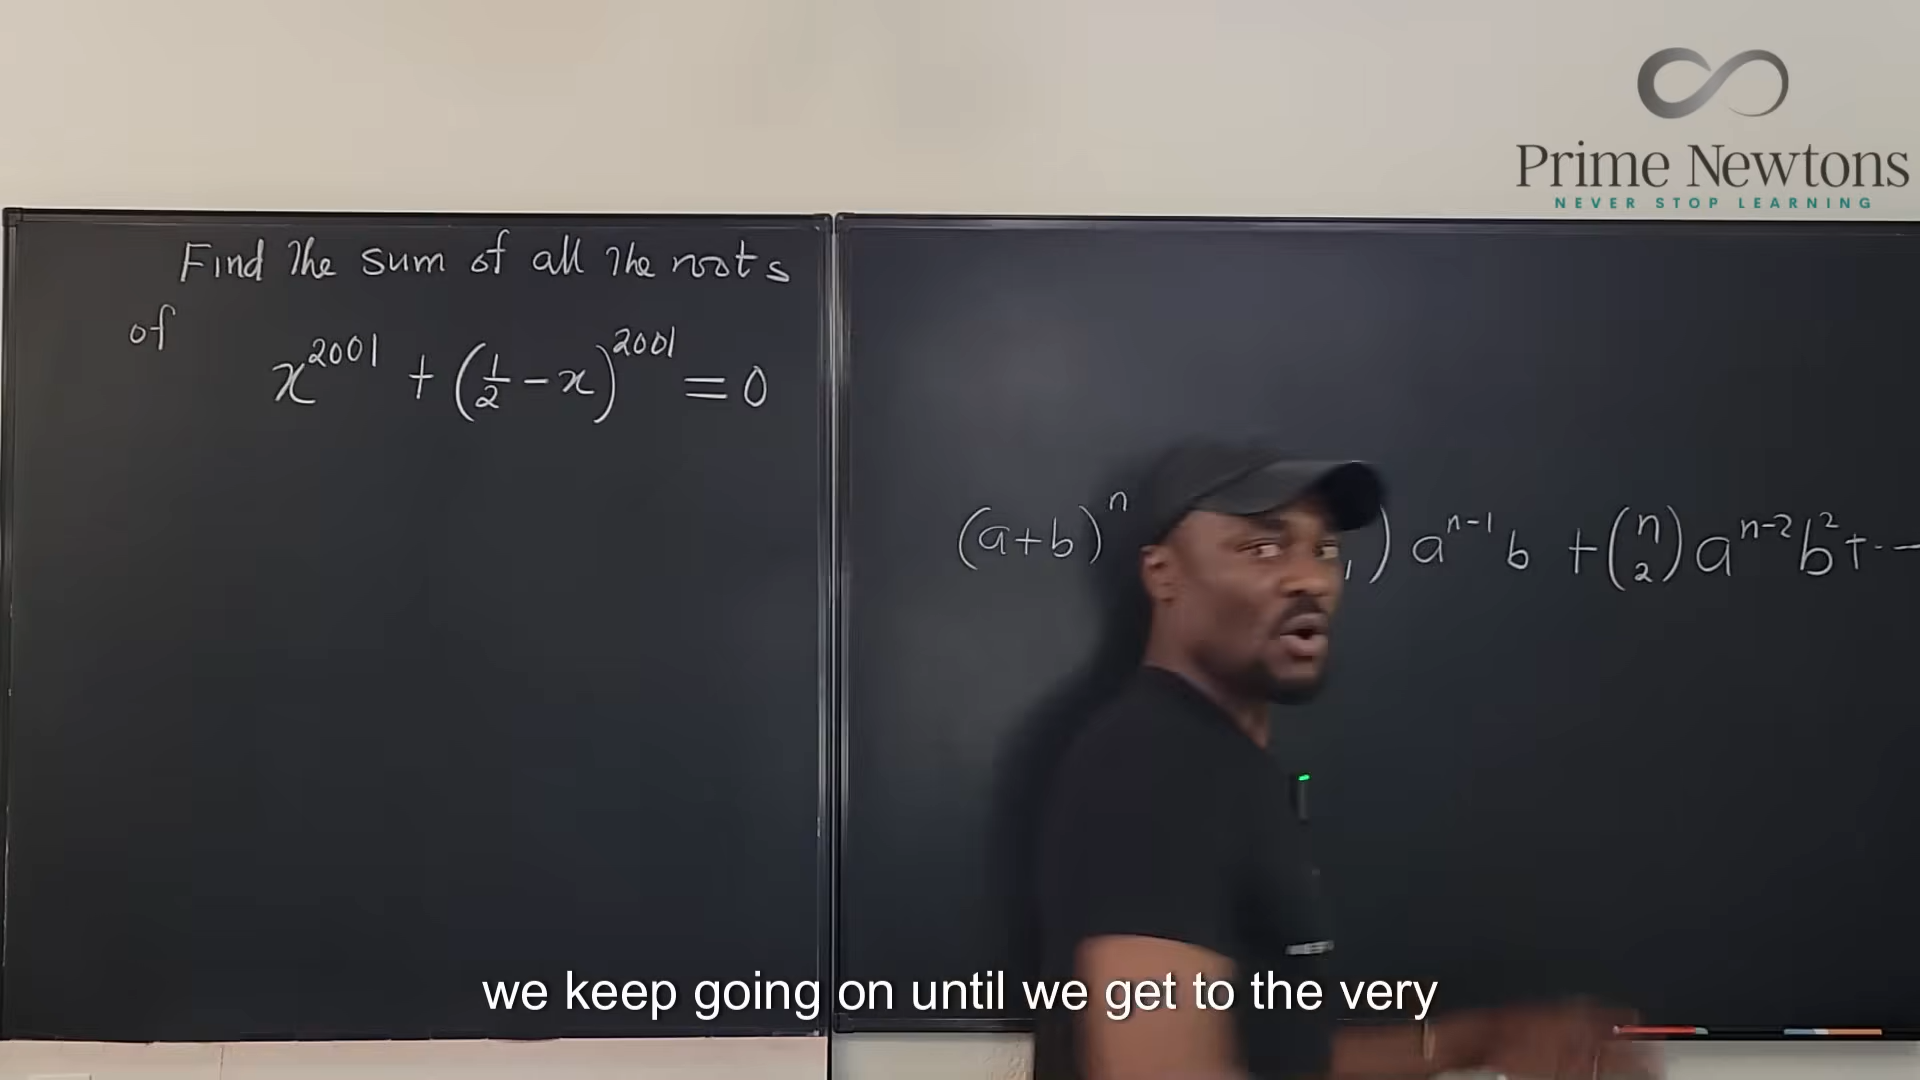 Prime Newtons
NEVER STOP LEARNING
Find the sum of all the roots
of
x^2001 + (1/2 - x)^2001 = 0
(a+b)^n 1) a^(n-1) b + (n 2) a^(n-2) b^2 + ...
we keep going on until we get to the very